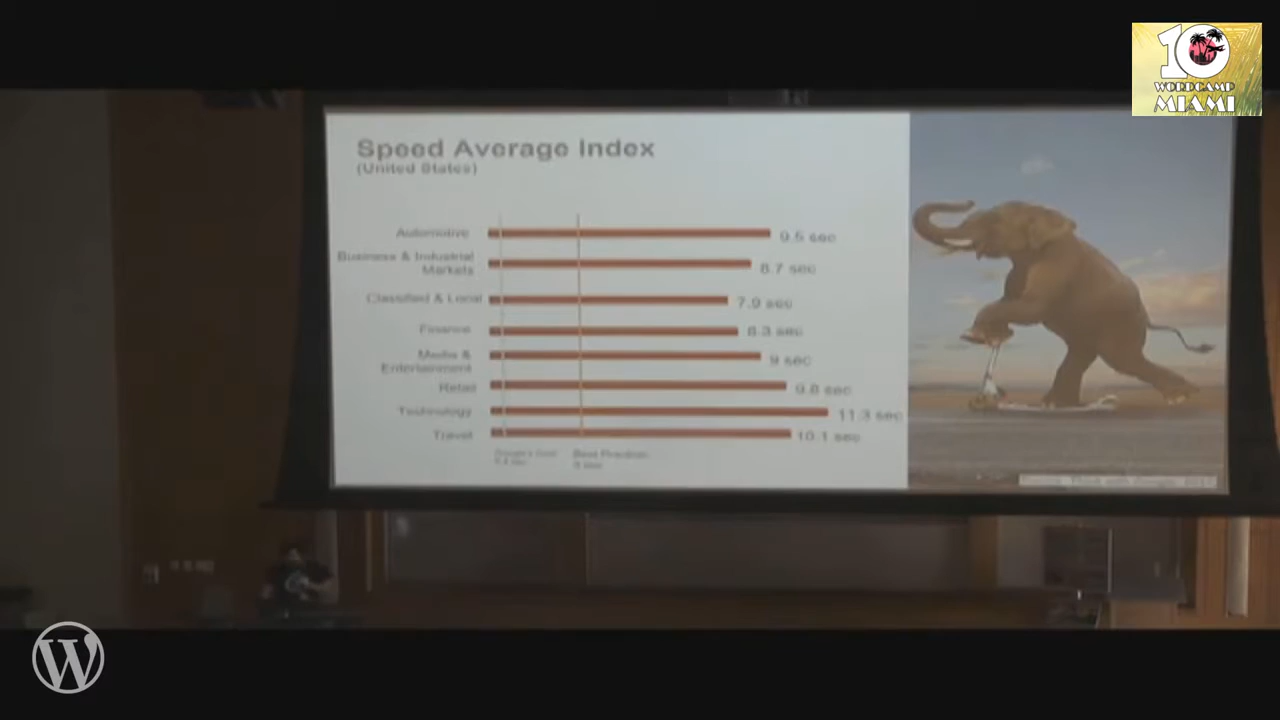 10
WORDCAMP
MIAMI
Speed Average Index
(United States)
Automotive
9.5 sec
Business & Industrial
Markets
8.7 sec
Classified & Local
7.9 sec
Finance
8.3 sec
Media &
Entertainment
9 sec
Retail
9.8 sec
Technology
11.3 sec
Travel
10.1 sec
Best Practice: